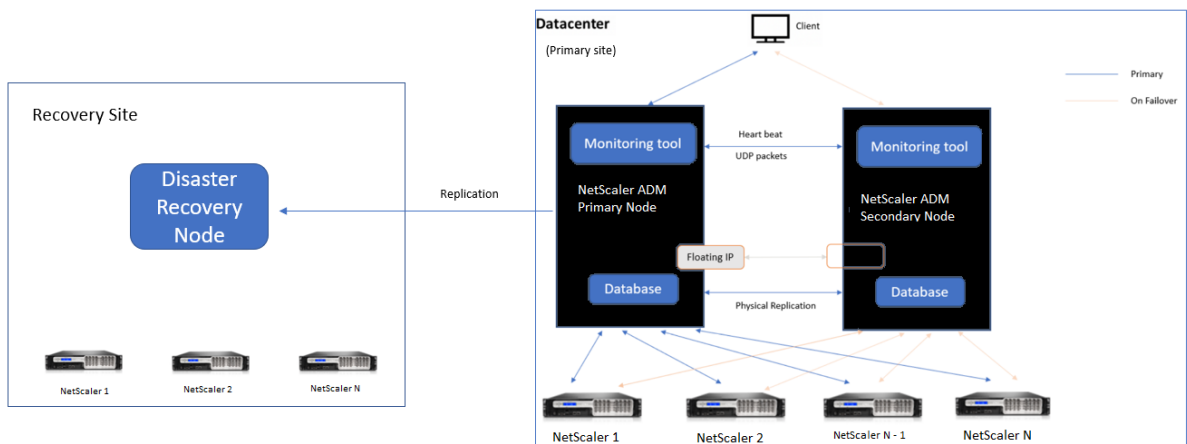 Datacenter
(Primary site)
Client
Primary
On Failover
Recovery Site
Disaster
Recovery
Node
Replication
Monitoring tool
NetScaler ADM
Primary Node
Heart beat
UDP packets
Monitoring tool
NetScaler ADM
Secondary Node
Floating IP
Database
Physical Replication
Database
NetScaler 1
NetScaler 2
NetScaler N
NetScaler 1
NetScaler 2
NetScaler N - 1
NetScaler N